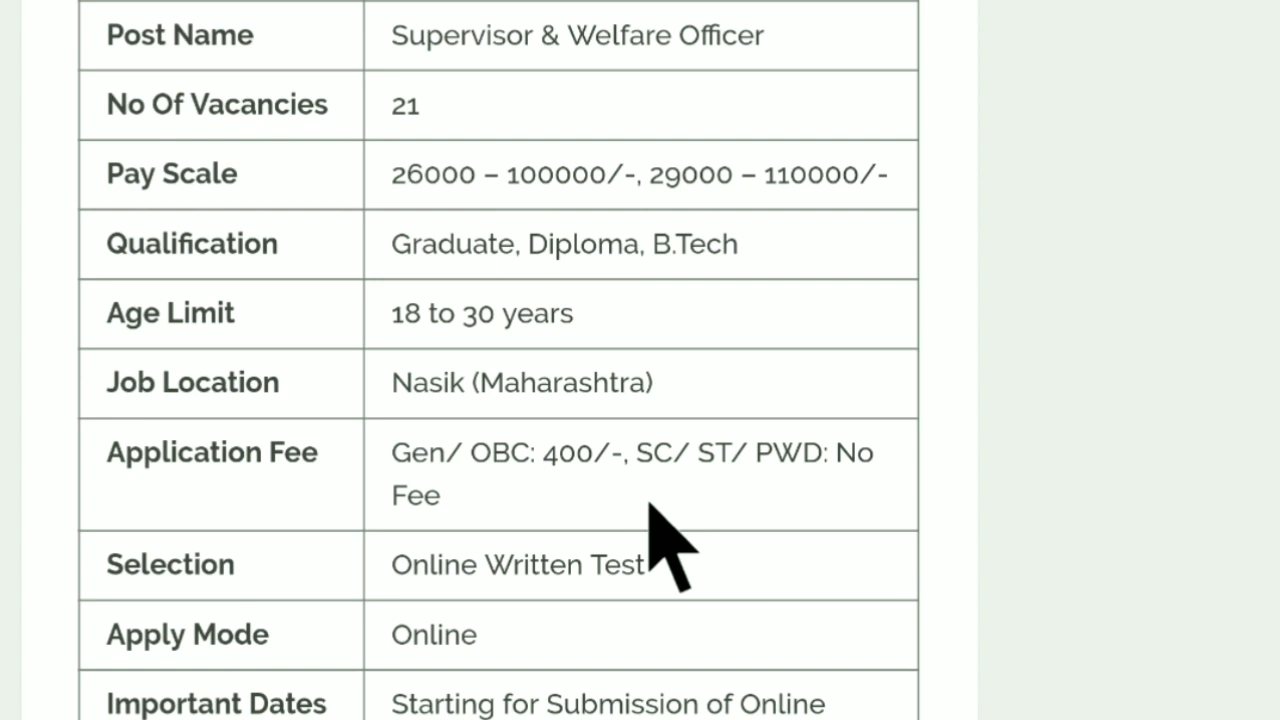 Post Name Supervisor & Welfare Officer
No Of Vacancies 21
Pay Scale 26000 – 100000/-, 29000 – 110000/-
Qualification Graduate, Diploma, B.Tech
Age Limit 18 to 30 years
Job Location Nasik (Maharashtra)
Application Fee Gen/ OBC: 400/-, SC/ ST/ PWD: No
Fee
Selection Online Written Test
Apply Mode Online
Important Dates Starting for Submission of Online